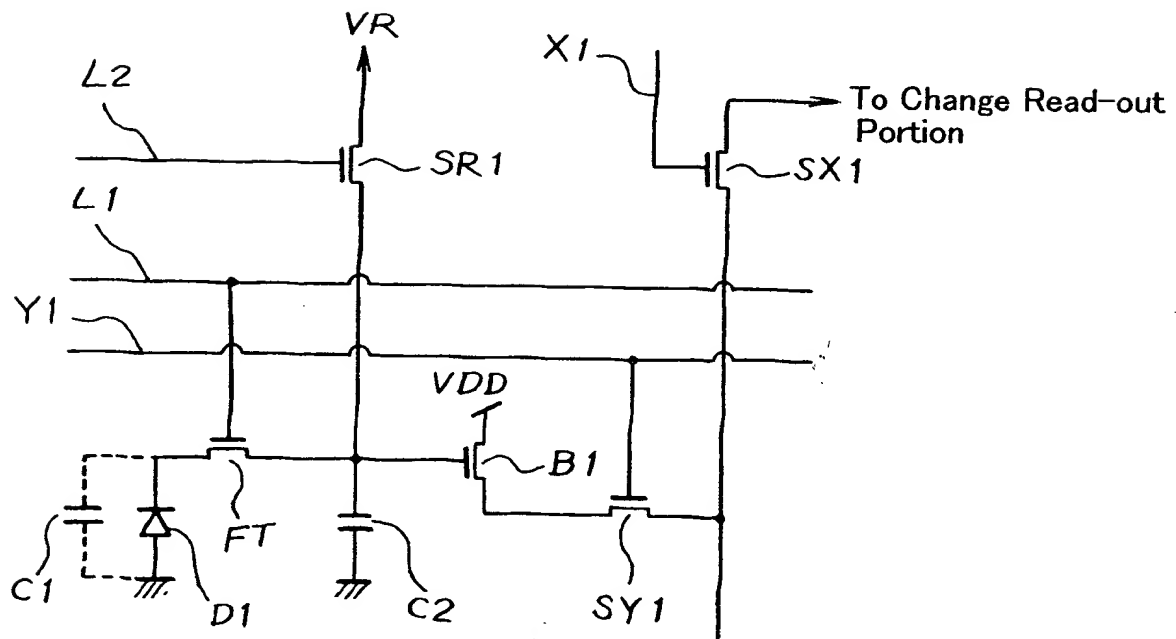 VR
X1
L2
To Change Read-out
Portion
SR1
SX1
L1
Y1
VDD
B1
FT
C1
D1
C2
SY1